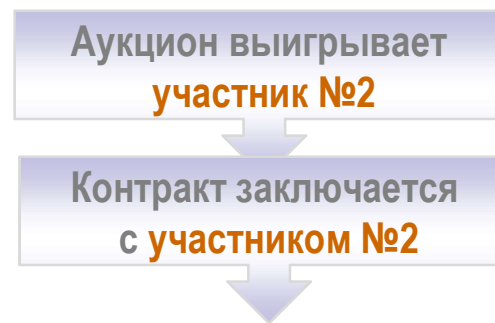 Аукцион выигрывает
участник №2
Контракт заключается
с участником №2